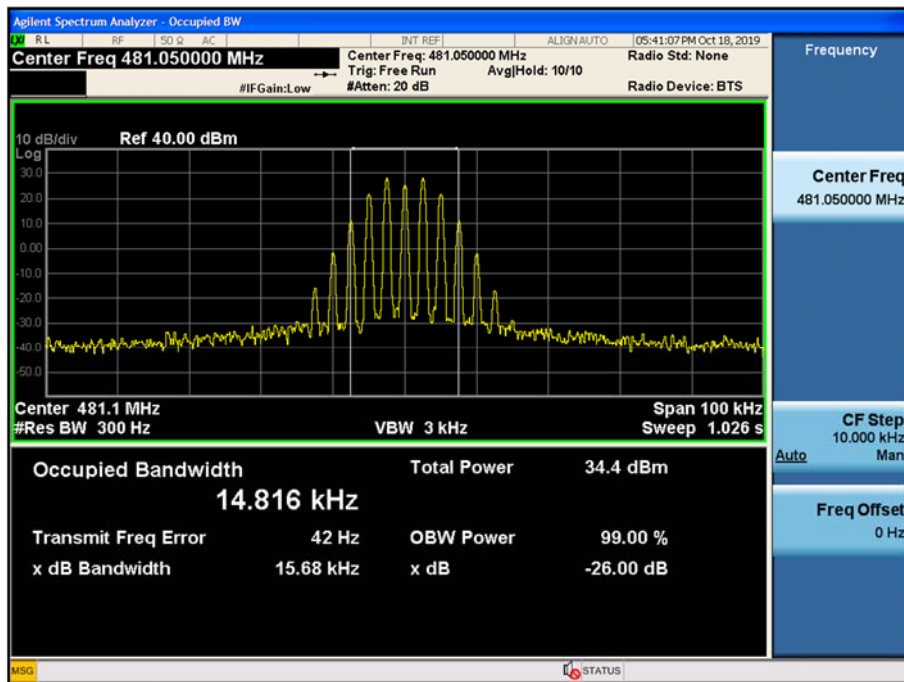 Agilent Spectrum Analyzer - Occupied BW
LXI RL RF 50 Ω AC INT REF ALIGN AUTO 05:41:07 PM Oct 18, 2019
Center Freq 481.050000 MHz
Center Freq: 481.050000 MHz
Radio Std: None
Trig: Free Run Avg|Hold: 10/10
#IFGain:Low
#Atten: 20 dB
Radio Device: BTS
10 dB/div Ref 40.00 dBm
Log
30.0
20.0
10.0
0.00
-10.0
-20.0
-30.0
-40.0
-50.0
Center 481.1 MHz Span 100 kHz
#Res BW 300 Hz VBW 3 kHz Sweep 1.026 s
Occupied Bandwidth Total Power 34.4 dBm
14.816 kHz
Transmit Freq Error 42 Hz OBW Power 99.00 %
x dB Bandwidth 15.68 kHz x dB -26.00 dB
MSG STATUS
Frequency
Center Freq
481.050000 MHz
CF Step
10.000 kHz
Auto Man
Freq Offset
0 Hz